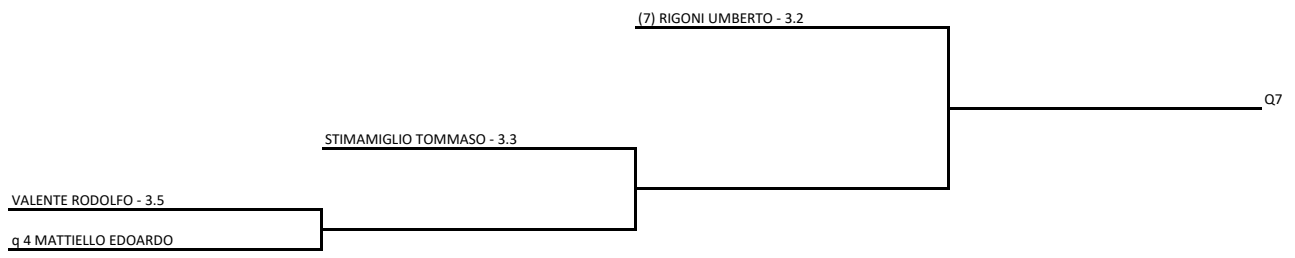 (7) RIGONI UMBERTO - 3.2
Q7
STIMAMIGLIO TOMMASO - 3.3
VALENTE RODOLFO - 3.5
q 4 MATTIELLO EDOARDO